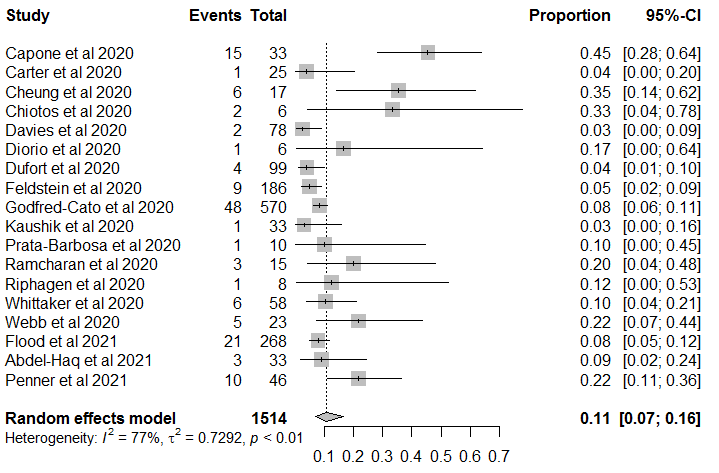 Study Events Total Proportion 95%-CI
Capone et al 2020 15 33 0.45 [0.28; 0.64]
Carter et al 2020 1 25 0.04 [0.00; 0.20]
Cheung et al 2020 6 17 0.35 [0.14; 0.62]
Chiotos et al 2020 2 6 0.33 [0.04; 0.78]
Davies et al 2020 2 78 0.03 [0.00; 0.09]
Diorio et al 2020 1 6 0.17 [0.00; 0.64]
Dufort et al 2020 4 99 0.04 [0.01; 0.10]
Feldstein et al 2020 9 186 0.05 [0.02; 0.09]
Godfred-Cato et al 2020 48 570 0.08 [0.06; 0.11]
Kaushik et al 2020 1 33 0.03 [0.00; 0.16]
Prata-Barbosa et al 2020 1 10 0.10 [0.00; 0.45]
Ramcharan et al 2020 3 15 0.20 [0.04; 0.48]
Riphagen et al 2020 1 8 0.12 [0.00; 0.53]
Whittaker et al 2020 6 58 0.10 [0.04; 0.21]
Webb et al 2020 5 23 0.22 [0.07; 0.44]
Flood et al 2021 21 268 0.08 [0.05; 0.12]
Abdel-Haq et al 2021 3 33 0.09 [0.02; 0.24]
Penner et al 2021 10 46 0.22 [0.11; 0.36]
Random effects model 1514 0.11 [0.07; 0.16]
Heterogeneity: I² = 77%, τ² = 0.7292, p < 0.01
0.1 0.2 0.3 0.4 0.5 0.6 0.7